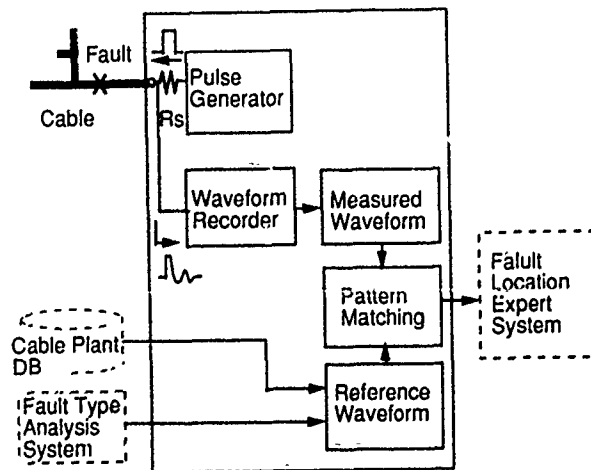 Fault
Cable
Rs
Pulse
Generator
Waveform
Recorder
Measured
Waveform
Pattern
Matching
Falult
Location
Expert
System
Cable Plant
DB
Fault Type
Analysis
System
Reference
Waveform